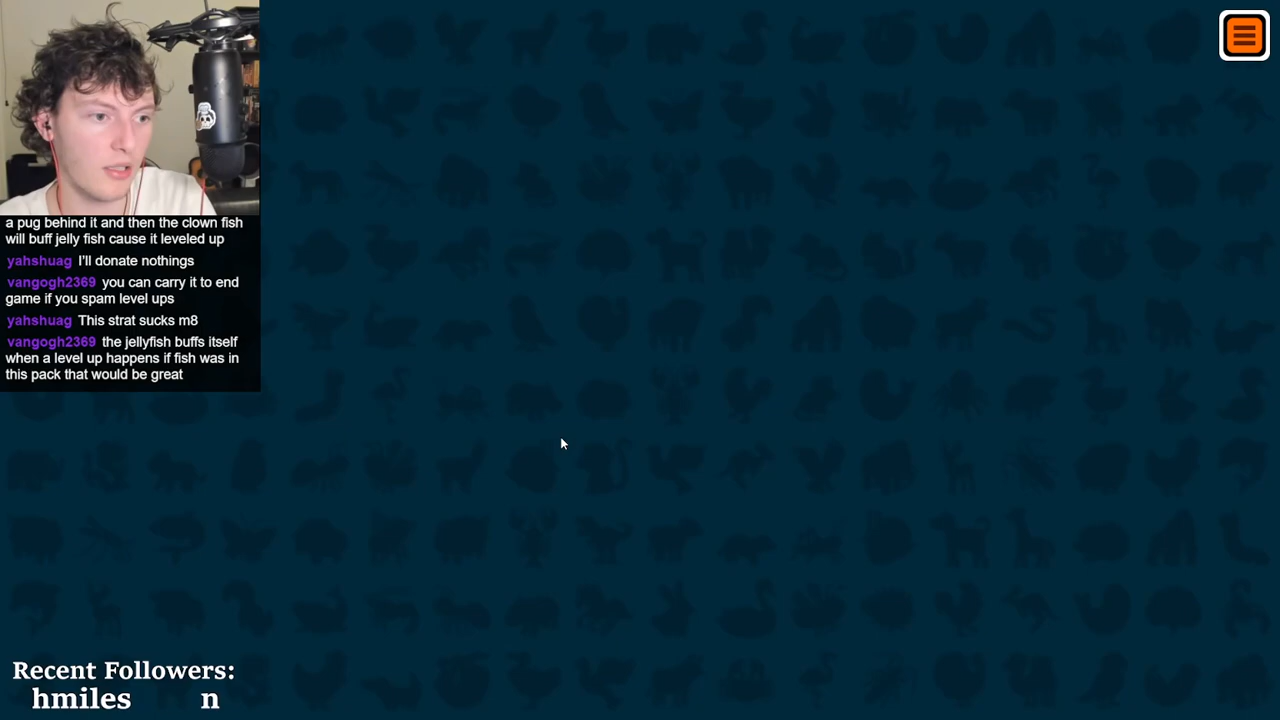 a pug behind it and then the clown fish
will buff jelly fish cause it leveled up
yahshuag I'll donate nothings
vangogh2369 you can carry it to end
game if you spam level ups
yahshuag This strat sucks m8
vangogh2369 the jellyfish buffs itself
when a level up happens if fish was in
this pack that would be great
Recent Followers:
hmiles n